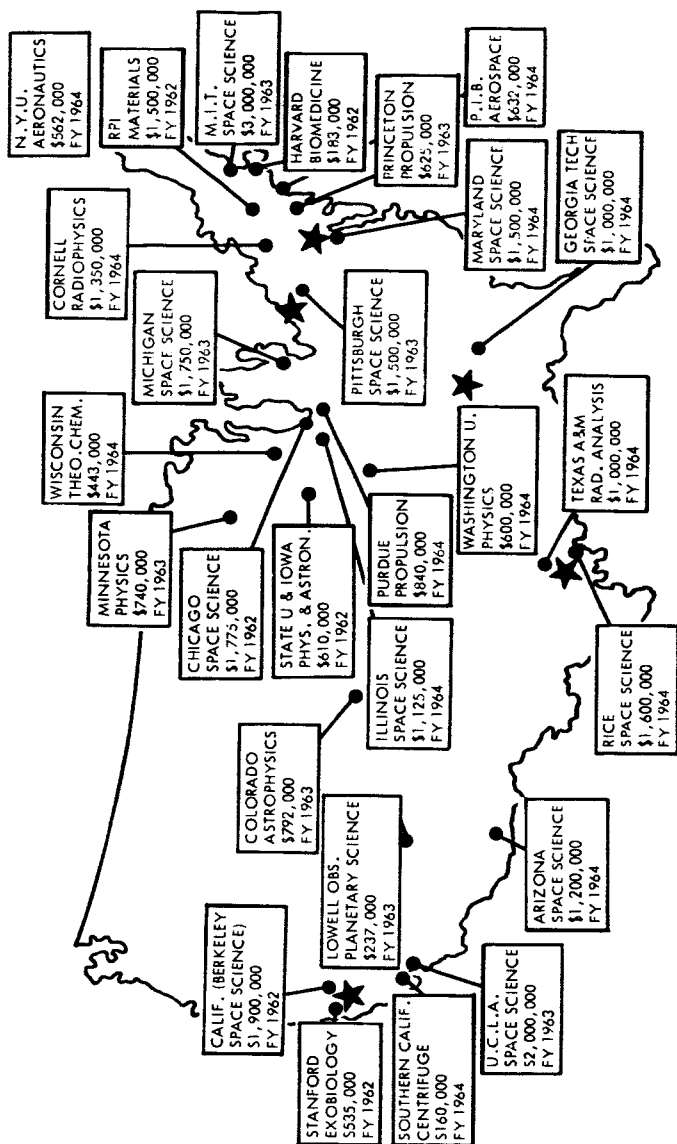 CALIF. (BERKELEY
SPACE SCIENCE)
$1,900,000
FY 1962
STANFORD
EXOBIOLOGY
$535,000
FY 1962
SOUTHERN CALIF.
CENTRIFUGE
$160,000
FY 1964
U.C.L.A.
SPACE SCIENCE
$2,000,000
FY 1963
LOWELL OBS.
PLANETARY SCIENCE
$237,000
FY 1963
ARIZONA
SPACE SCIENCE
$1,200,000
FY 1964
COLORADO
ASTROPHYSICS
$792,000
FY 1963
MINNESOTA
PHYSICS
$740,000
FY 1963
WISCONSIN
THEO.CHEM.
$443,000
FY 1964
CHICAGO
SPACE SCIENCE
$1,775,000
FY 1962
STATE U & IOWA
PHYS. & ASTRON.
$610,000
FY 1962
ILLINOIS
SPACE SCIENCE
$1,125,000
FY 1964
PURDUE
PROPULSION
$840,000
FY 1964
WASHINGTON U.
PHYSICS
$600,000
FY 1964
RICE
SPACE SCIENCE
$1,600,000
FY 1964
TEXAS A&M
RAD. ANALYSIS
$1,000,000
FY 1964
MICHIGAN
SPACE SCIENCE
$1,750,000
FY 1963
PITTSBURGH
SPACE SCIENCE
$1,500,000
FY 1963
CORNELL
RADIOPHYSICS
$1,350,000
FY 1964
N.Y.U.
AERONAUTICS
$562,000
FY 1964
RPI
MATERIALS
$1,500,000
FY 1962
M.I.T.
SPACE SCIENCE
$3,000,000
FY 1963
HARVARD
BIOMEDICINE
$183,000
FY 1962
PRINCETON
PROPULSION
$625,000
FY 1963
P.I.B.
AEROSPACE
$632,000
FY 1964
MARYLAND
SPACE SCIENCE
$1,500,000
FY 1964
GEORGIA TECH
SPACE SCIENCE
$1,000,000
FY 1964